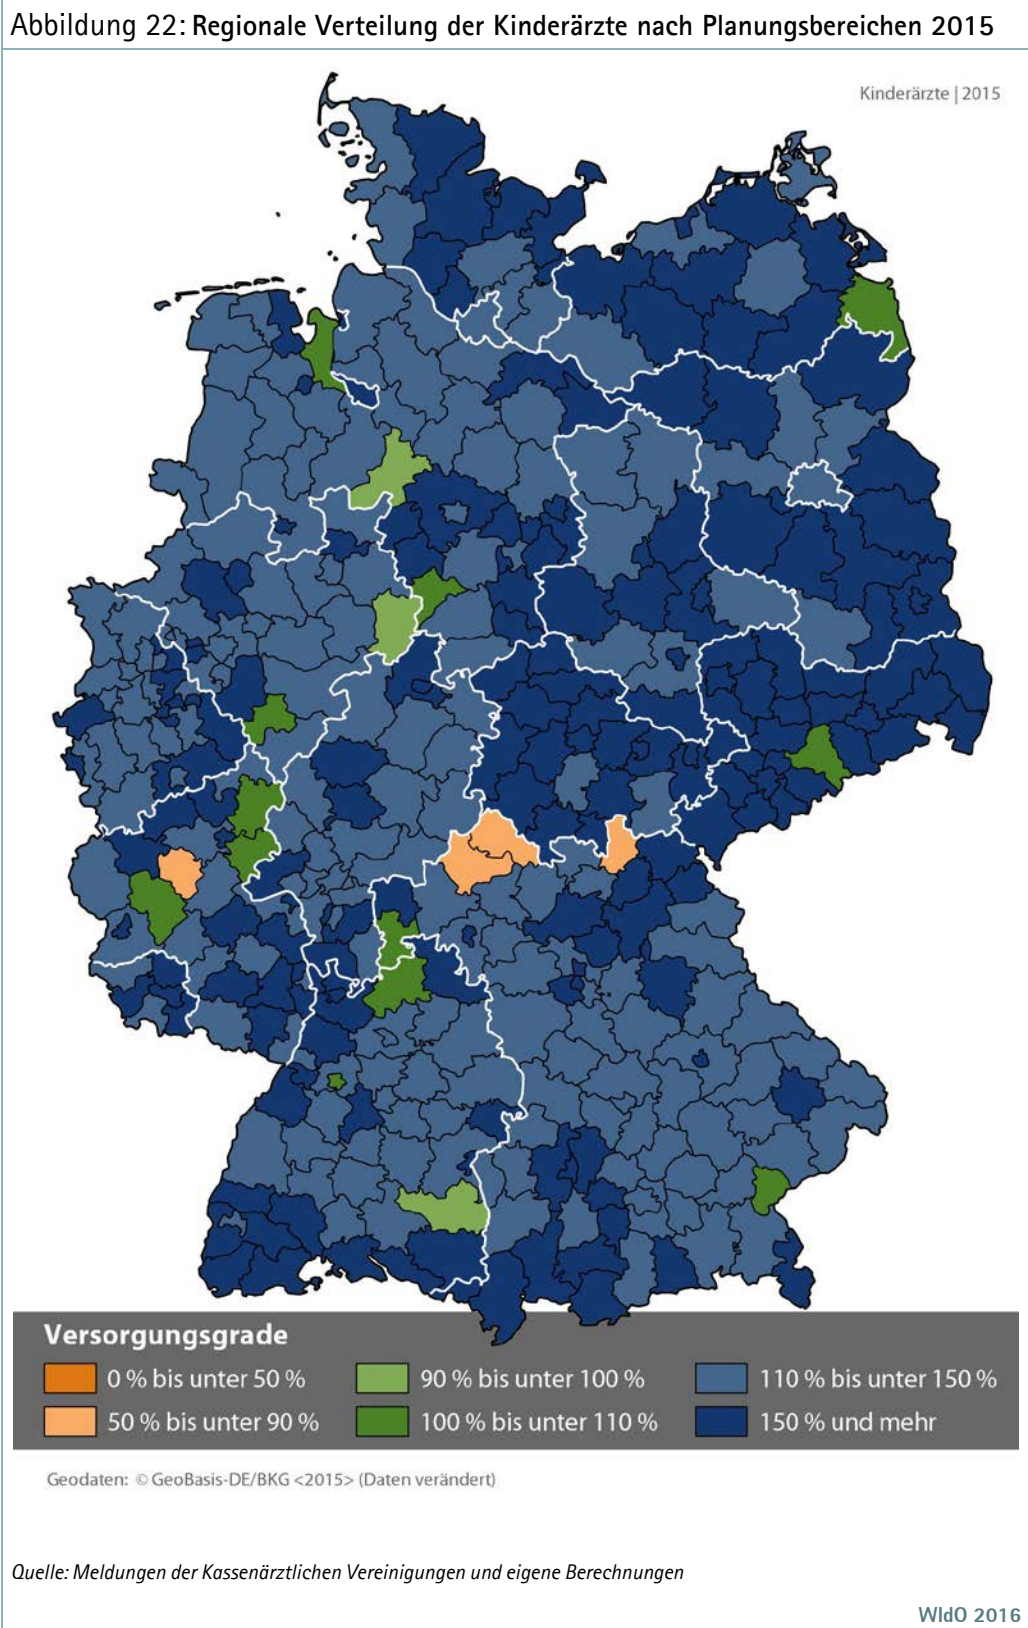 Abbildung 22: Regionale Verteilung der Kinderärzte nach Planungsbereichen 2015
Kinderärzte | 2015
Versorgungsgrade
0 % bis unter 50 %
90 % bis unter 100 %
110 % bis unter 150 %
50 % bis unter 90 %
100 % bis unter 110 %
150 % und mehr
Geodaten: © GeoBasis-DE/BKG <2015> (Daten verändert)
Quelle: Meldungen der Kassenärztlichen Vereinigungen und eigene Berechnungen
WIdO 2016